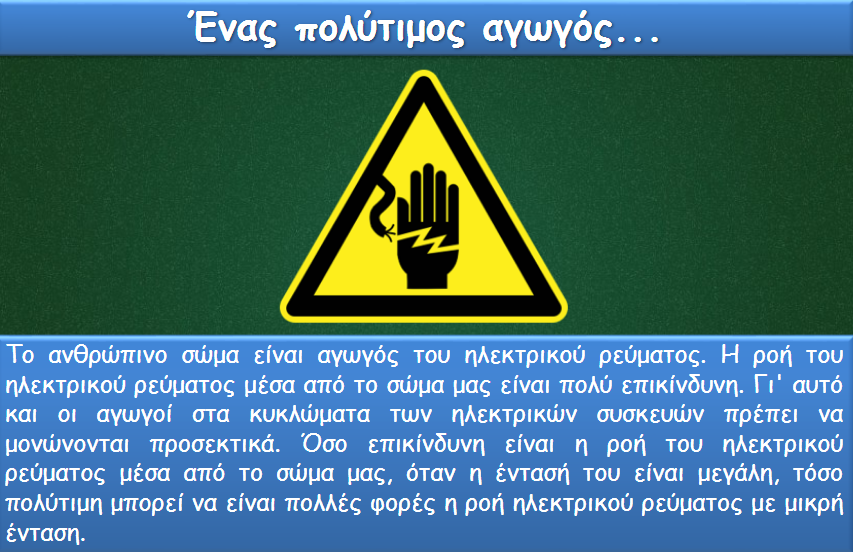 Ένας πολύτιμος αγωγός...
Το ανθρώπινο σώμα είναι αγωγός του ηλεκτρικού ρεύματος. Η ροή του
ηλεκτρικού ρεύματος μέσα από το σώμα μας είναι πολύ επικίνδυνη. Γι' αυτό
και οι αγωγοί στα κυκλώματα των ηλεκτρικών συσκευών πρέπει να
μονώνονται προσεκτικά. Όσο επικίνδυνη είναι η ροή του ηλεκτρικού
ρεύματος μέσα από το σώμα μας, όταν η έντασή του είναι μεγάλη, τόσο
πολύτιμη μπορεί να είναι πολλές φορές η ροή ηλεκτρικού ρεύματος με μικρή
ένταση.